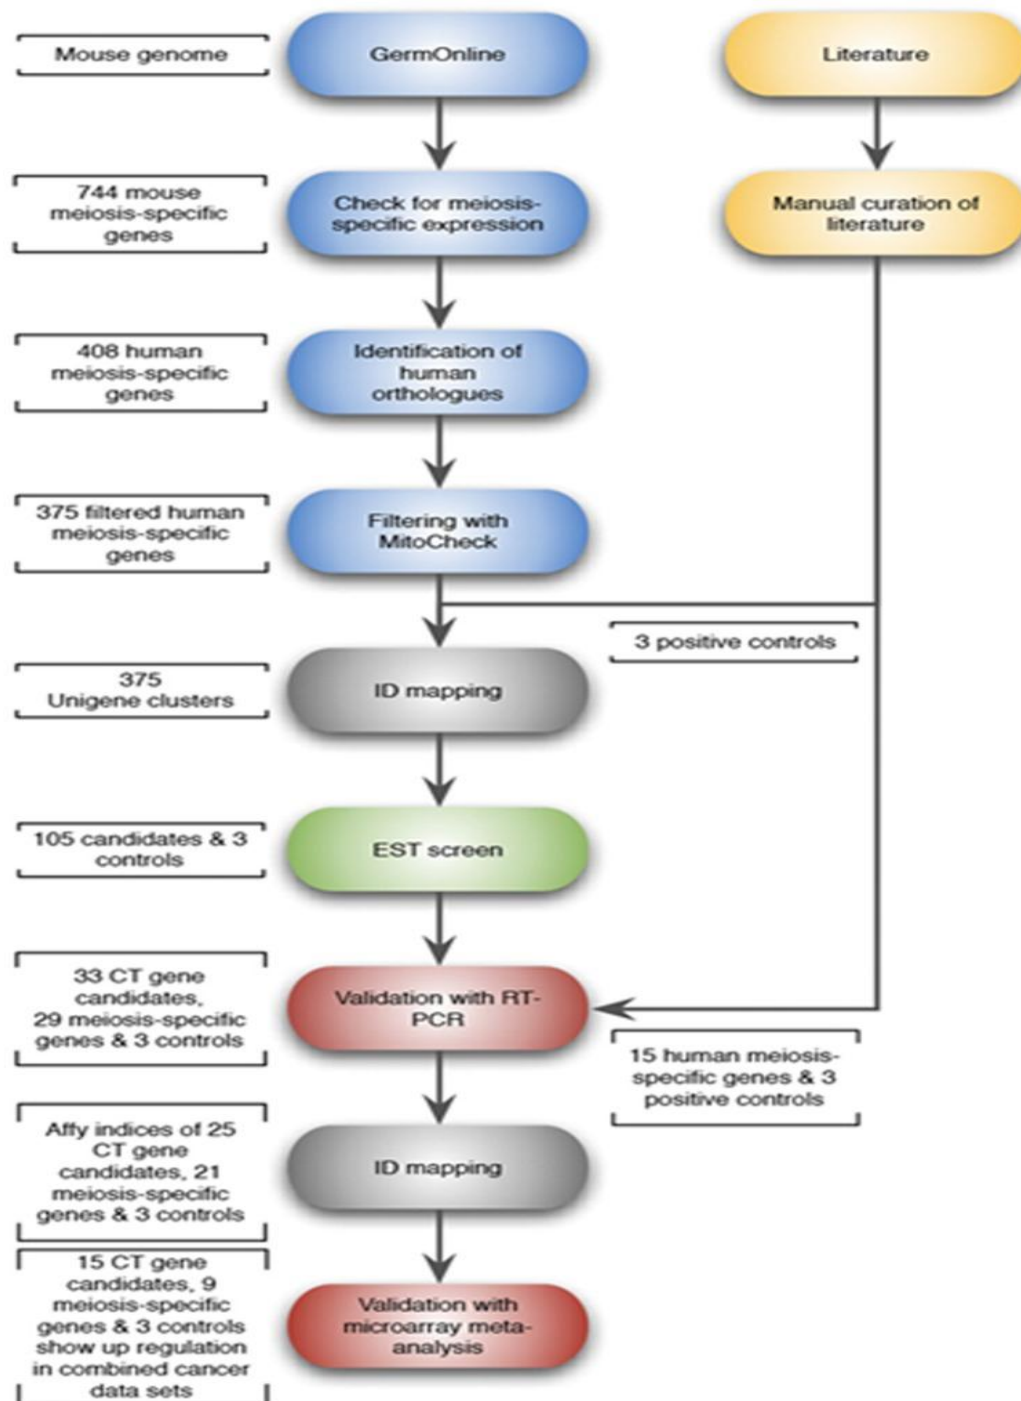 Mouse genome
GermOnline
Literature
744 mouse
meiosis-specific
genes
Check for meiosis-
specific expression
Manual curation of
literature
408 human
meiosis-specific
genes
Identification of
human
orthologues
375 filtered human
meiosis-specific
genes
Filtering with
MitoCheck
3 positive controls
375
Unigene clusters
ID mapping
105 candidates & 3
controls
EST screen
33 CT gene
candidates,
29 meiosis-specific
genes & 3 controls
Validation with RT-
PCR
15 human meiosis-
specific genes & 3
positive controls
Affy indices of 25
CT gene
candidates, 21
meiosis-specific
genes & 3 controls
ID mapping
15 CT gene
candidates, 9
meiosis-specific
genes & 3 controls
show up regulation
in combined cancer
data sets
Validation with
microarray meta-
analysis